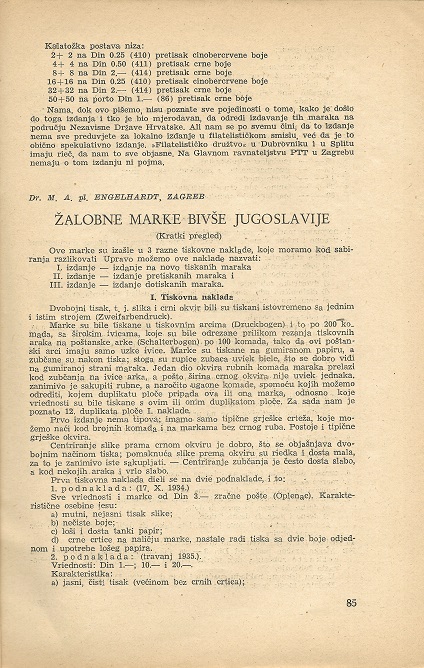 Kolatožka postava niza:
2+ 2 na Din 0.25 (410) pretisak cinobercrvene boje
4+ 4 na Din 0.50 (411) pretisak crne boje
8+ 8 na Din 2.— (414) pretisak crne boje
16+16 na Din 0.25 (410) pretisak cinobercrvene boje
32+32 na Din 2.— (414) pretisak crne boje
50+50 na porto Din 1.— (86) pretisak crne boje
Nama, dok ovo pišemo, nisu poznate sve pojedinosti o tome, kako je došlo
do toga izdanja i tko je bio mjerodavan, da odredi izdavanje tih maraka na
području Nezavisne Države Hrvatske. Ali nam se po svemu čini, da to izdanje
nema sve preduvjete za lokalno izdanje u filatelističkom smislu, već da je to
obično spekulativno izdanje. »Filatelističko društvo« u Dubrovniku i u Splitu
imaju rieč, da nam to sve objasne. Na Glavnom ravnateljstvu PTT u Zagrebu
nemaju o tom izdanju ni pojma.
Dr. M. A. pl. ENGELHARDT, ZAGREB
ŽALOBNE MARKE BIVŠE JUGOSLAVIJE
(Kratki pregled)
Ove marke su izašle u 3 razne tiskovne naklade, koje moramo kod sabi-
ranja razlikovati Upravo možemo ove naklade nazvati:
I. izdanje — izdanje na novo tiskanih maraka
II. izdanje — izdanje pretiskanih maraka i
III. izdanje — izdanje dotiskanih maraka.
I. Tiskovna naklada
Dvobojni tisak, t. j. slika i crni okvir bili su tiskani istovremeno sa jednim
i istim strojem (Zweifarbendruck).
Marke su bile tiskane u tiskovnim arcima (Druckbogen) i to po 200 ko-
mada, sa širokim ivicama, koje su bile odrezane prilikom rezanja tiskovnih
araka na poštanske arke (Schalterbogen) po 100 komada, tako da ovi poštan-
ski arci imaju samo uzke ivice. Marke su tiskane na gumiranom papiru, a
zubčane su nakon tiska; stoga su rupice zubaca uviek biele, što se dobro vidi
na gumiranoj strani maraka. Jedan dio okvira rubnih komada maraka prelazi
kod zubčanja na ivice arka, a pošto širina crnog okvira nije uviek jednaka,
zanimivo je sakupiti rubne, a naročito ugaone komade, spomoću kojih možemo
odrediti, kojem duplikatu ploče pripada ova ili ona marka, odnosno koje
vriednosti su bile tiskane s ovim ili onim duplikatom ploče. Za sada nam je
poznato 12. duplikata ploče I. naklade.
Prvo izdanje nema tipova; imamo samo tipične grješke crteža, koje mo-
žemo naći kod brojnih komada i na markama bez crnog ruba. Postoje i tipične
grješke okvira.
Centriranje slike prama crnom okviru je dobro, što se objašnjava dvo-
bojnim načinom tiska; pomaknuća slike prema okviru su riedka i dosta mala,
za to je zanimivo iste sakupljati. — Centriranje zubčanja je često dosta slabo,
a kod nekojih araka i vrlo slabo.
Prva tiskovna naklada dieli se na dvie podnaklade, i to:
1. podnaklada: (17. X. 1934.)
Sve vriednosti i marke od Din 3.— zračne pošte (Oplenac). Karakte-
ristične osobine jesu:
a) mutni, nejasni tisak slike;
b) nečiste boje;
c) loši i dosta tanki papir;
d) crne crtice na naličju marke, nastale radi tiska sa dvie boje odjed-
nom i upotrebe lošeg papira.
2. podnaklada: (travanj 1935.).
Vriednosti: Din 1.—; 10.— i 20.—.
Karakteristika:
a) jasni, čisti tisak (većinom bez crnih crtica);
85